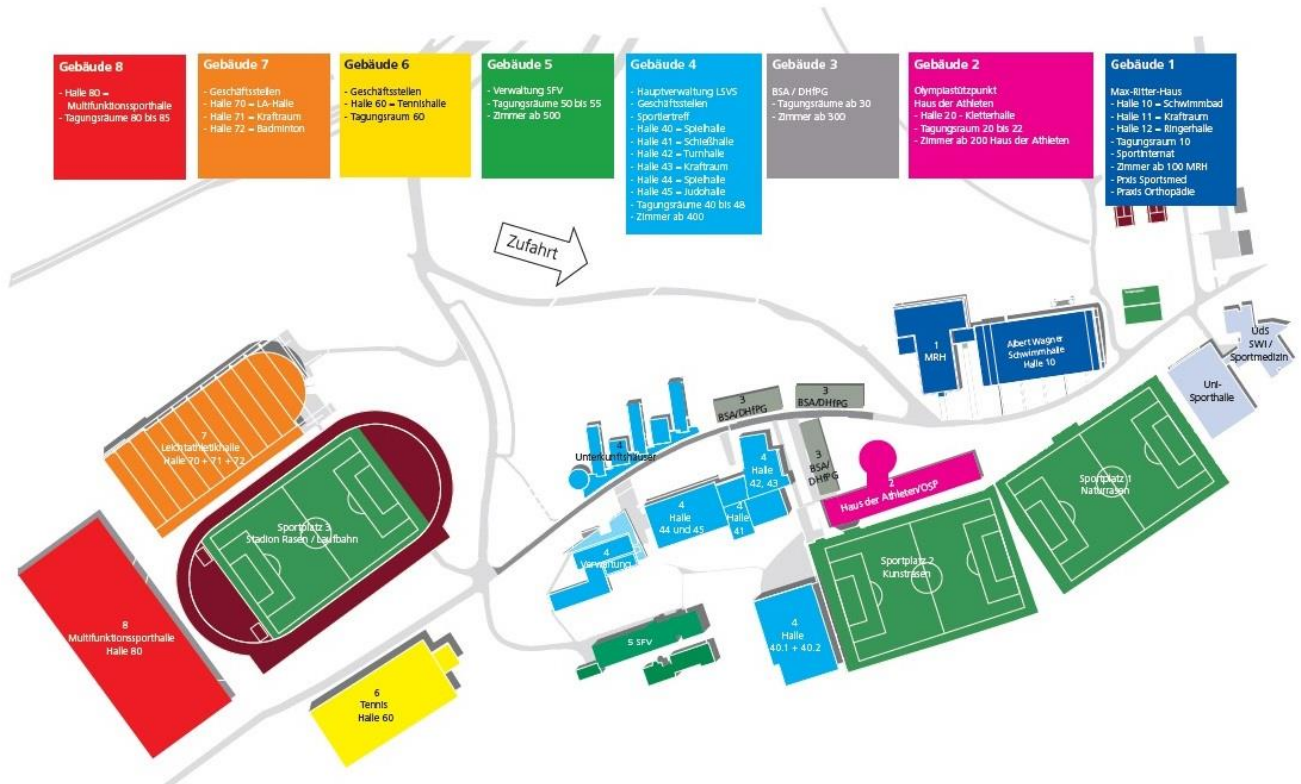 Gebäude 8
- Halle 80 =
Multifunktionssporthalle
- Tagungsräume 80 bis 85
Gebäude 7
- Geschäftsstellen
- Halle 70 = LA-Halle
- Halle 71 = Kraftraum
- Halle 72 = Badminton
Gebäude 6
- Geschäftsstellen
- Halle 60 = Tennishalle
- Tagungsraum 60
Gebäude 5
- Verwaltung SFV
- Tagungsräume 50 bis 55
- Zimmer ab 500
Gebäude 4
- Hauptverwaltung LSVS
- Geschäftsstellen
- Sportlertreff
- Halle 40 = Spielhalle
- Halle 41 = Schießhalle
- Halle 42 = Turnhalle
- Halle 43 = Kraftraum
- Halle 44 = Spielhalle
- Halle 45 = Judohalle
- Tagungsräume 40 bis 48
- Zimmer ab 400
Gebäude 3
BSA / DHfPG
- Tagungsräume ab 30
- Zimmer ab 300
Gebäude 2
Olympiastützpunkt
Haus der Athleten
- Halle 20 - Kletterhalle
- Tagungsraum 20 bis 22
- Zimmer ab 200 Haus der Athleten
Gebäude 1
Max-Ritter-Haus
- Halle 10 = Schwimmbad
- Halle 11 = Kraftraum
- Halle 12 = Ringerhalle
- Tagungsraum 10
- Sportinternat
- Zimmer ab 100 MRH
- Prxis Sportsmed
- Praxis Orthopädie
Zufahrt
1
MRH
Albert Wagner
Schwimmhalle
Halle 10
UdS
SWI /
Sportmedizin
Uni-
Sporthalle
3
BSA/DHfPG
3
BSA/DHfPG
3
BSA/
DHfPG
4
Unterkunftshäuser
4
Halle
42, 43
4
Halle
44 und 45
4
Halle
41
4
Verwaltung
2
Haus der Athleten/OSP
Sportplatz 1
Naturrasen
Sportplatz 2
Kunstrasen
4
Halle
40.1 + 40.2
5 SFV
7
Leichtathletikhalle
Halle 70 + 71 + 72
Sportplatz 3
Stadion Rasen / Laufbahn
8
Multifunktionssporthalle
Halle 80
6
Tennis
Halle 60